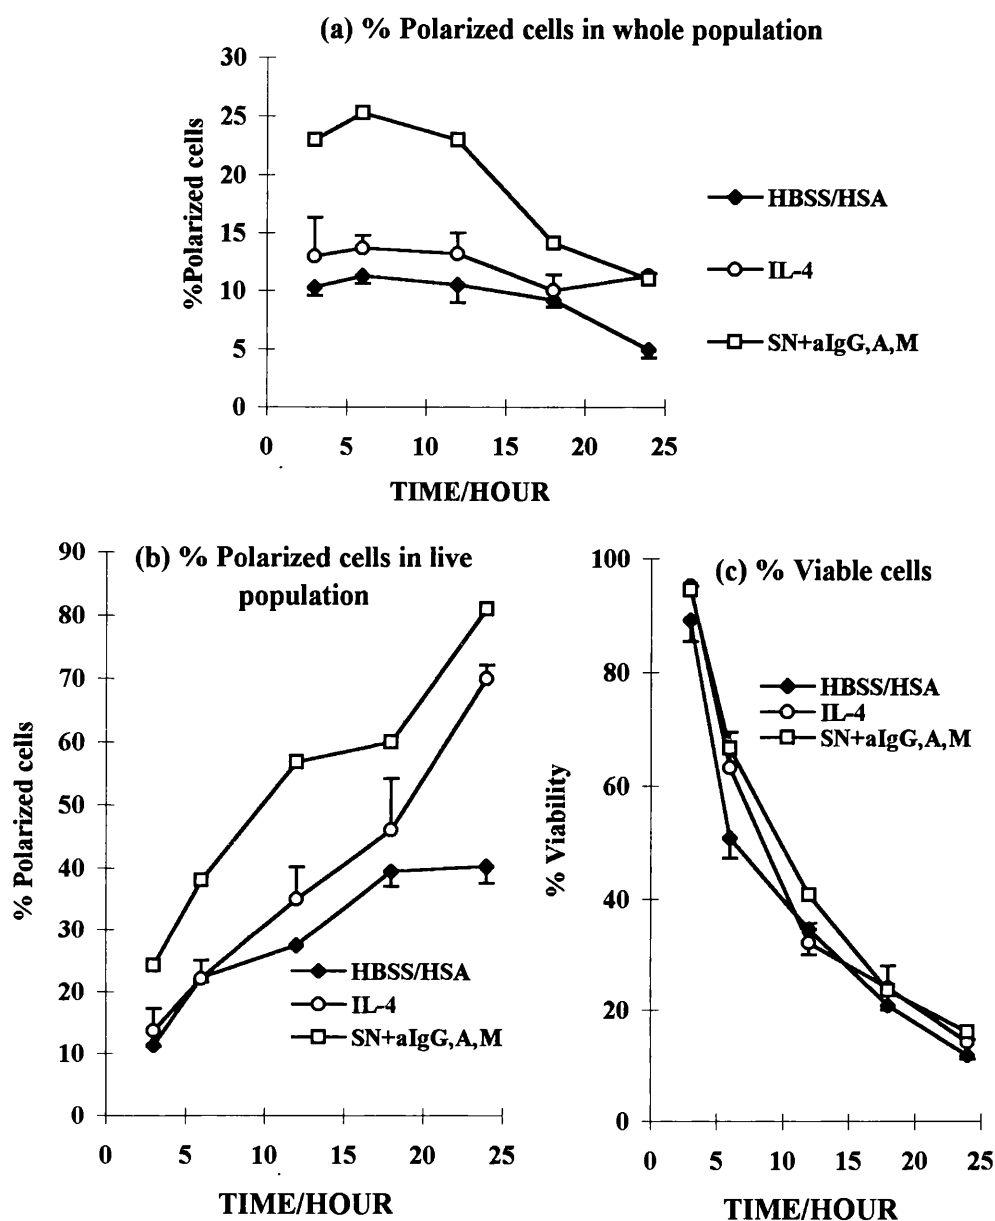 (a) % Polarized cells in whole population
30
25
20
15
10
5
0
%Polarized cells
0 5 10 15 20 25
TIME/HOUR
HBSS/HSA
IL-4
SN+aIgG,A,M
(b) % Polarized cells in live
population
90
80
70
60
50
40
30
20
10
0
% Polarized cells
HBSS/HSA
IL-4
SN+aIgG,A,M
0 5 10 15 20 25
TIME/HOUR
(c) % Viable cells
100
80
60
40
20
0
% Viability
HBSS/HSA
IL-4
SN+aIgG,A,M
0 5 10 15 20 25
TIME/HOUR